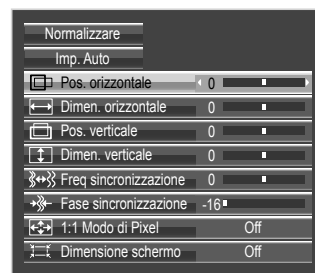 Normalizzare
Imp. Auto
Pos. orizzontale 0
Dimen. orizzontale 0
Pos. verticale 0
Dimen. verticale 0
Freq sincronizzazione 0
Fase sincronizzazione -16
1:1 Modo di Pixel Off
Dimensione schermo Off